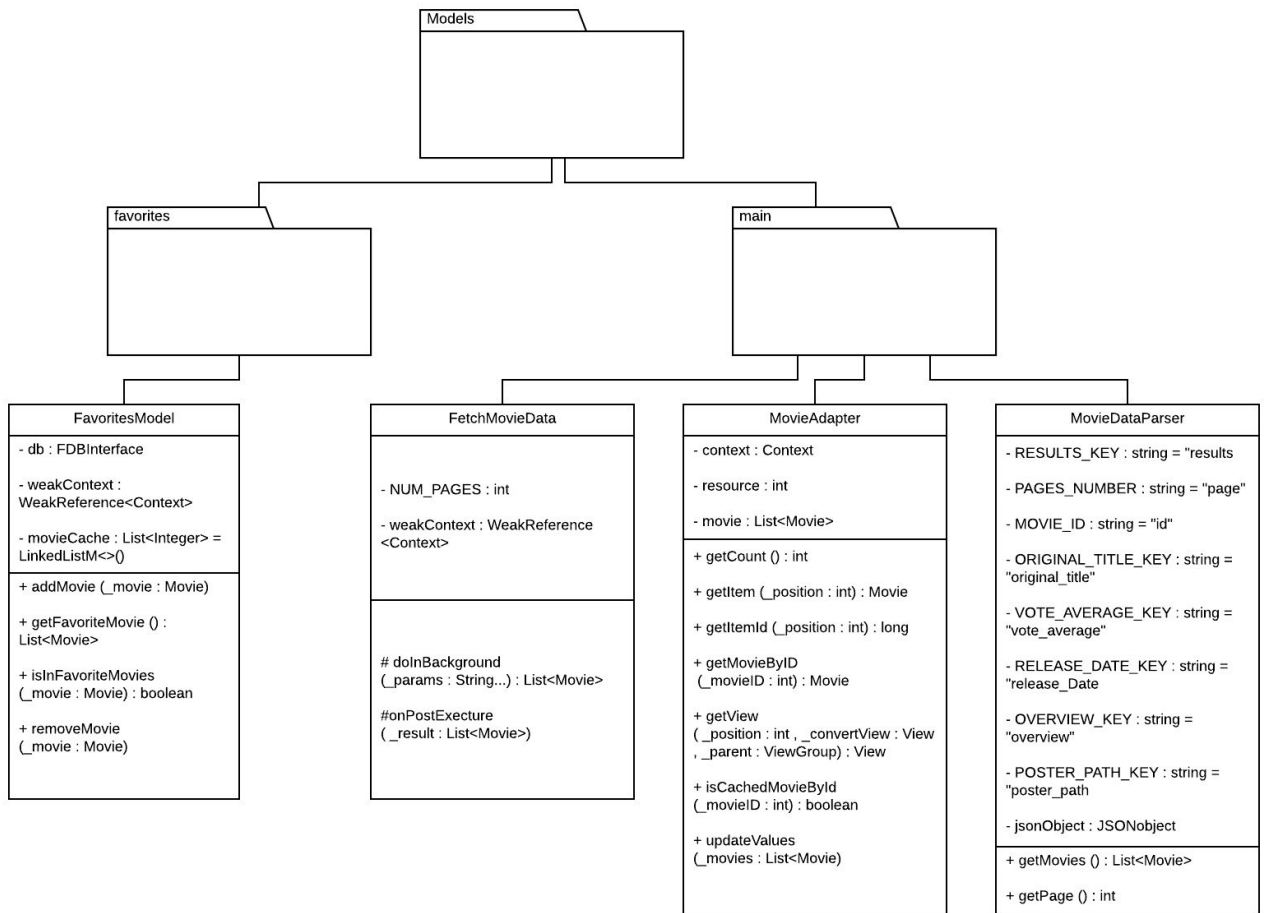 Models
favorites
main
FavoritesModel
- db : FDBInterface
- weakContext :
WeakReference<Context>
- movieCache : List<Integer> =
LinkedListM<>()
+ addMovie (_movie : Movie)
+ getFavoriteMovie () :
List<Movie>
+ isInFavoriteMovies
(_movie : Movie) : boolean
+ removeMovie
(_movie : Movie)
FetchMovieData
- NUM_PAGES : int
- weakContext : WeakReference
<Context>
# doInBackground
(_params : String...) : List<Movie>
#onPostExecture
( _result : List<Movie>)
MovieAdapter
- context : Context
- resource : int
- movie : List<Movie>
+ getCount () : int
+ getItem (_position : int) : Movie
+ getItemId (_position : int) : long
+ getMovieByID
(_movieID : int) : Movie
+ getView
( _position : int , _convertView : View
, _parent : ViewGroup) : View
+ isCachedMovieById
(_movieID : int) : boolean
+ updateValues
(_movies : List<Movie)
MovieDataParser
- RESULTS_KEY : string = "results
- PAGES_NUMBER : string = "page"
- MOVIE_ID : string = "id"
- ORIGINAL_TITLE_KEY : string =
"original_title"
- VOTE_AVERAGE_KEY : string =
"vote_average"
- RELEASE_DATE_KEY : string =
"release_Date
- OVERVIEW_KEY : string =
"overview"
- POSTER_PATH_KEY : string =
"poster_path
- jsonObject : JSONobject
+ getMovies () : List<Movie>
+ getPage () : int